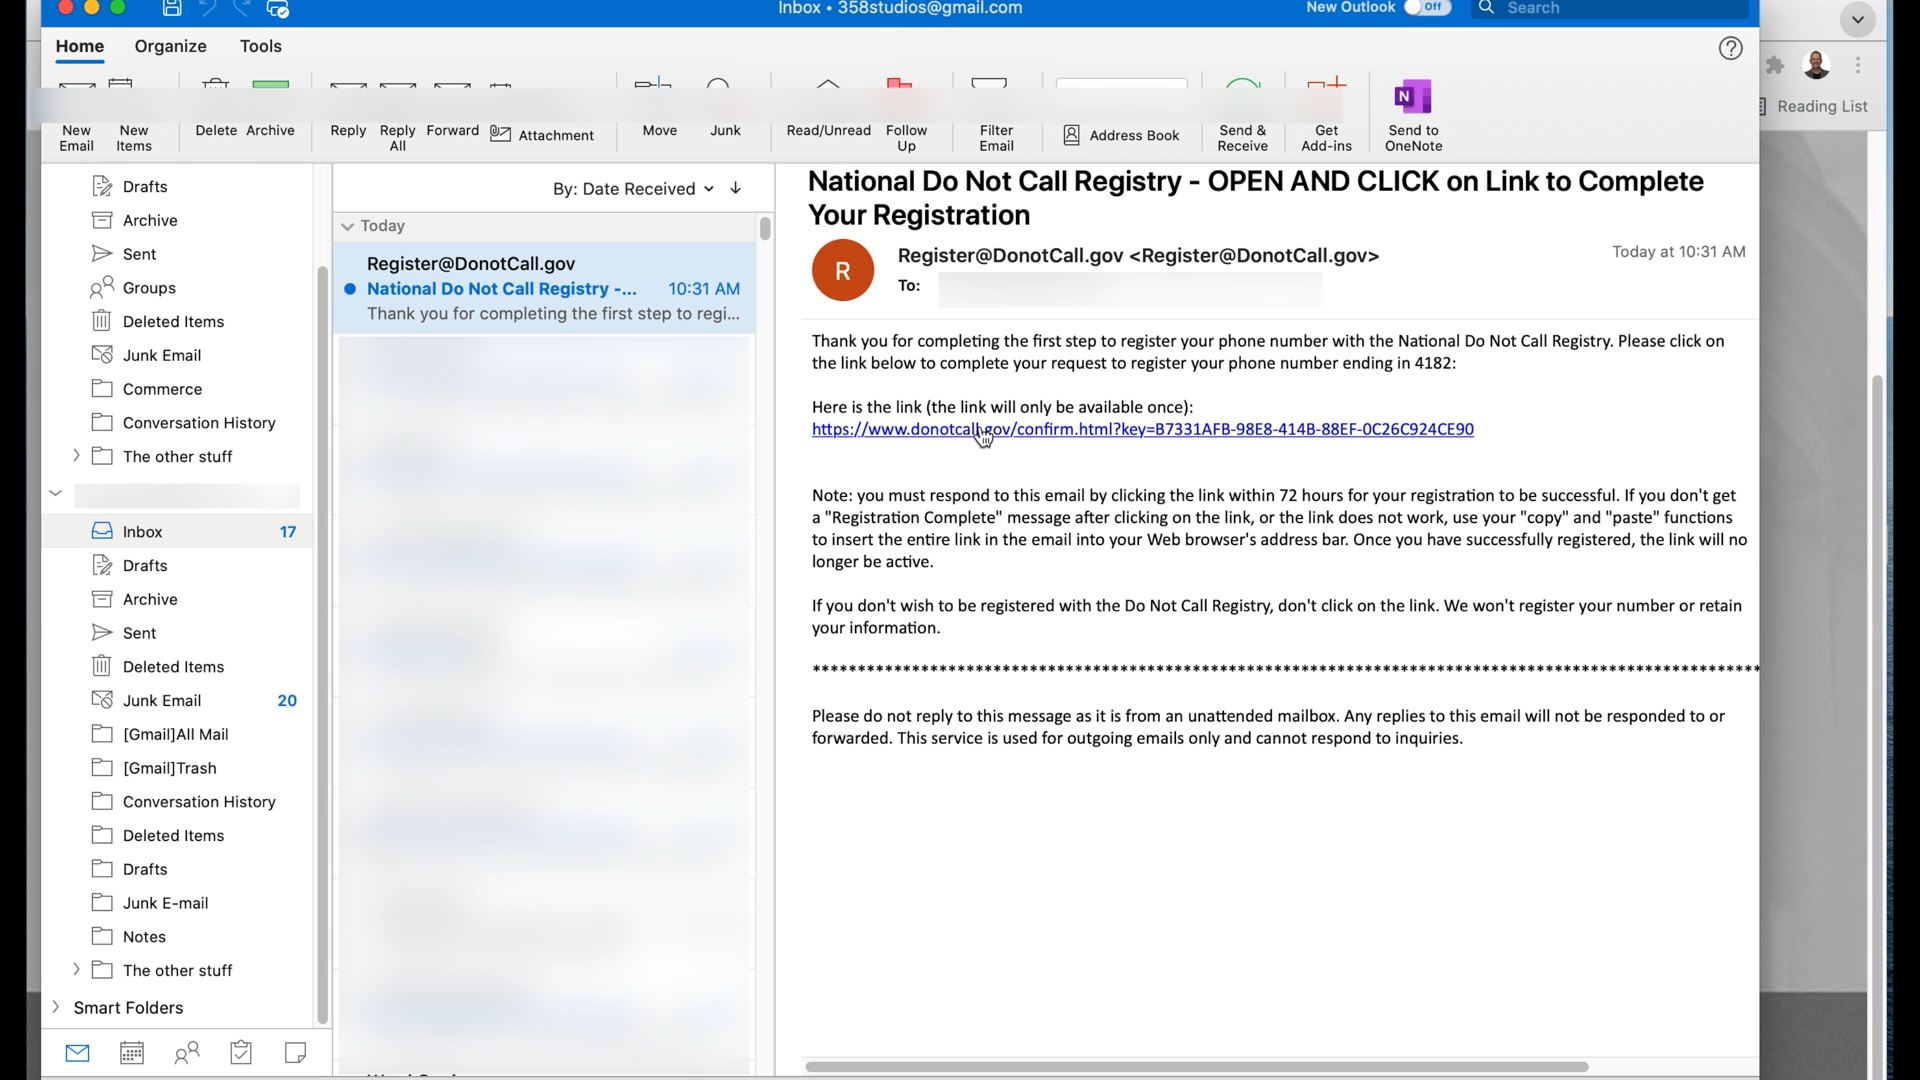 Inbox • 358studios@gmail.com
New Outlook
Off
Search
Home
Organize
Tools
Reading List
New Email
New Items
Delete
Archive
Reply
Reply All
Forward
Attachment
Move
Junk
Read/Unread
Follow Up
Filter Email
Address Book
Send & Receive
Get Add-ins
N
Send to OneNote
Drafts
Archive
Sent
Groups
Deleted Items
Junk Email
Commerce
Conversation History
The other stuff
Inbox 17
Drafts
Archive
Sent
Deleted Items
Junk Email 20
[Gmail]All Mail
[Gmail]Trash
Conversation History
Deleted Items
Drafts
Junk E-mail
Notes
The other stuff
Smart Folders
By: Date Received
Today
Register@DonotCall.gov
National Do Not Call Registry -... 10:31 AM
Thank you for completing the first step to regi...
National Do Not Call Registry - OPEN AND CLICK on Link to Complete
Your Registration
R
Register@DonotCall.gov <Register@DonotCall.gov>
Today at 10:31 AM
To:
Thank you for completing the first step to register your phone number with the National Do Not Call Registry. Please click on
the link below to complete your request to register your phone number ending in 4182:
Here is the link (the link will only be available once):
https://www.donotcall.gov/confirm.html?key=B7331AFB-98E8-414B-88EF-0C26C924CE90
Note: you must respond to this email by clicking the link within 72 hours for your registration to be successful. If you don't get
a "Registration Complete" message after clicking on the link, or the link does not work, use your "copy" and "paste" functions
to insert the entire link in the email into your Web browser's address bar. Once you have successfully registered, the link will no
longer be active.
If you don't wish to be registered with the Do Not Call Registry, don't click on the link. We won't register your number or retain
your information.
*********************************************************************************************************
Please do not reply to this message as it is from an unattended mailbox. Any replies to this email will not be responded to or
forwarded. This service is used for outgoing emails only and cannot respond to inquiries.